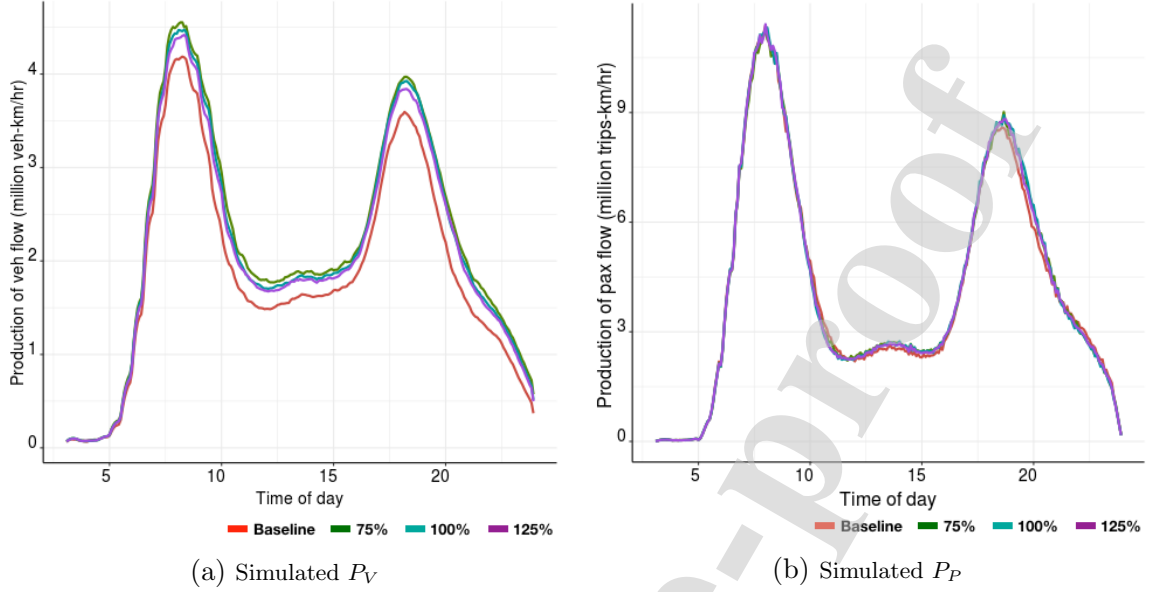 Production of veh flow (million veh-km/hr)
4
3
2
1
0
5
10
15
20
Time of day
Baseline 75% 100% 125%
(a) Simulated P_V
Production of pax flow (million trips-km/hr)
9
6
3
0
5
10
15
20
Time of day
Baseline 75% 100% 125%
(b) Simulated P_P
e-proof